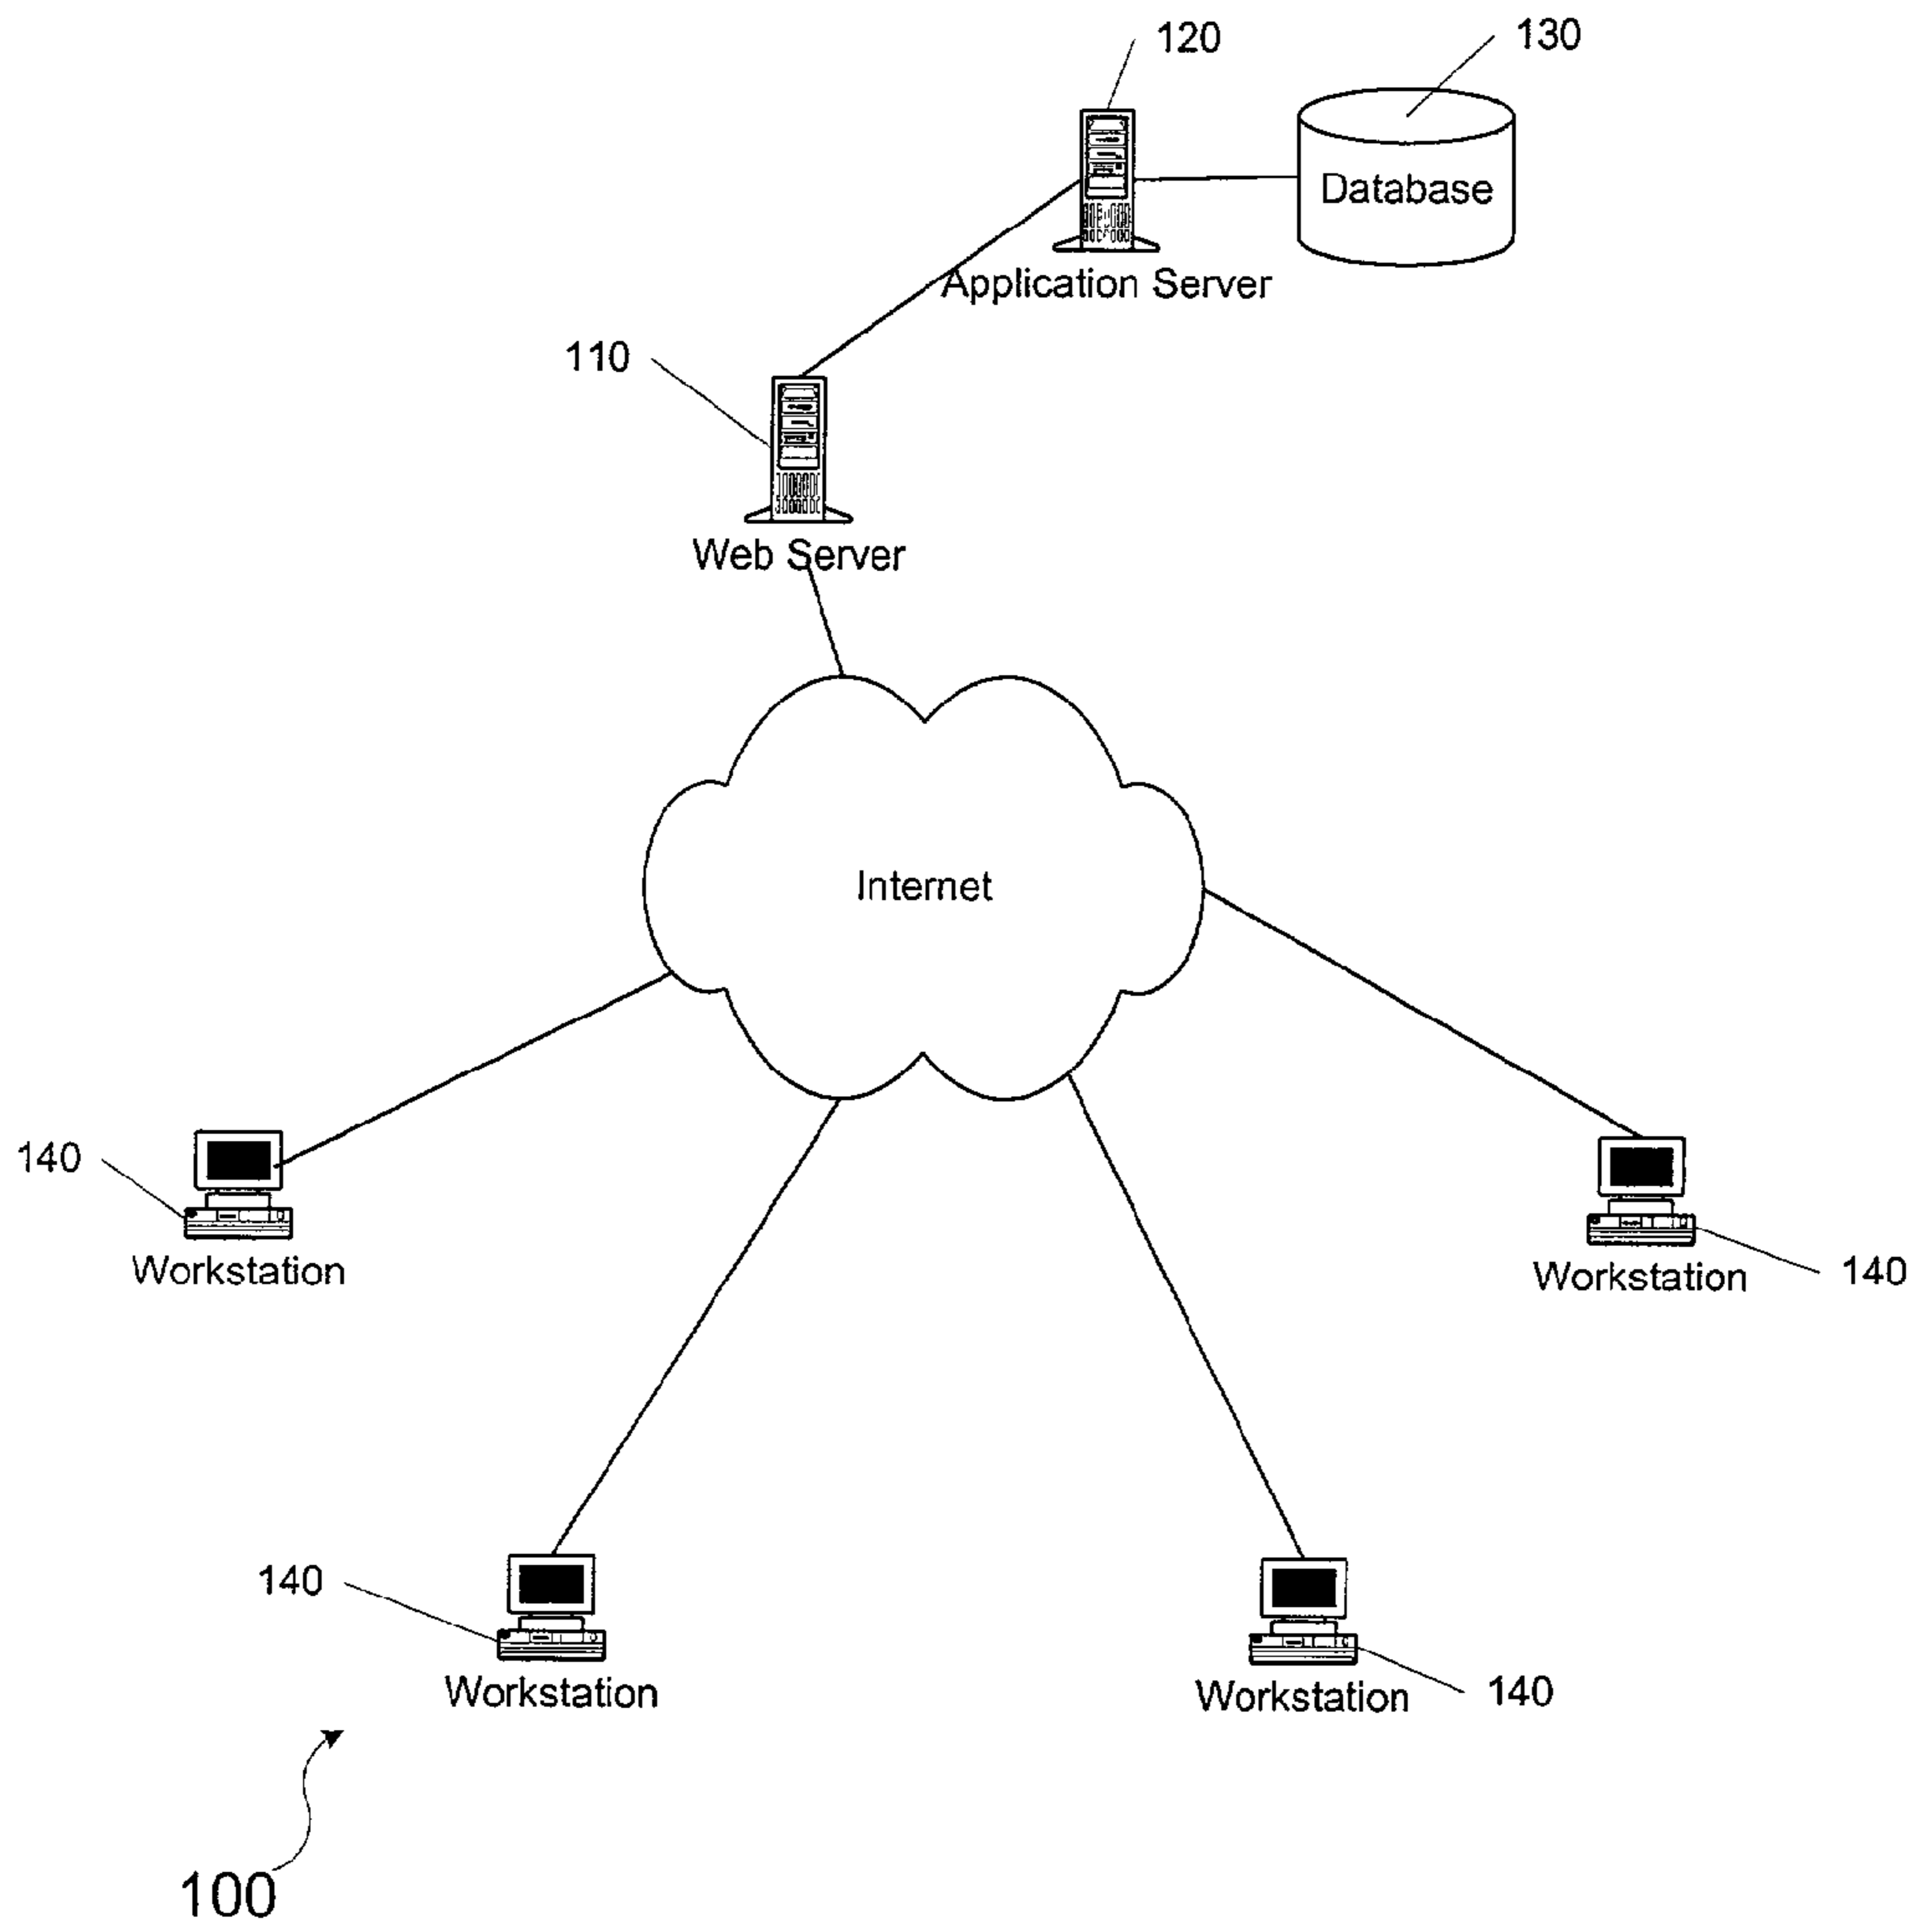 120
130
Database
Application Server
110
Web Server
Internet
140
Workstation
Workstation
140
140
Workstation
Workstation
140
100